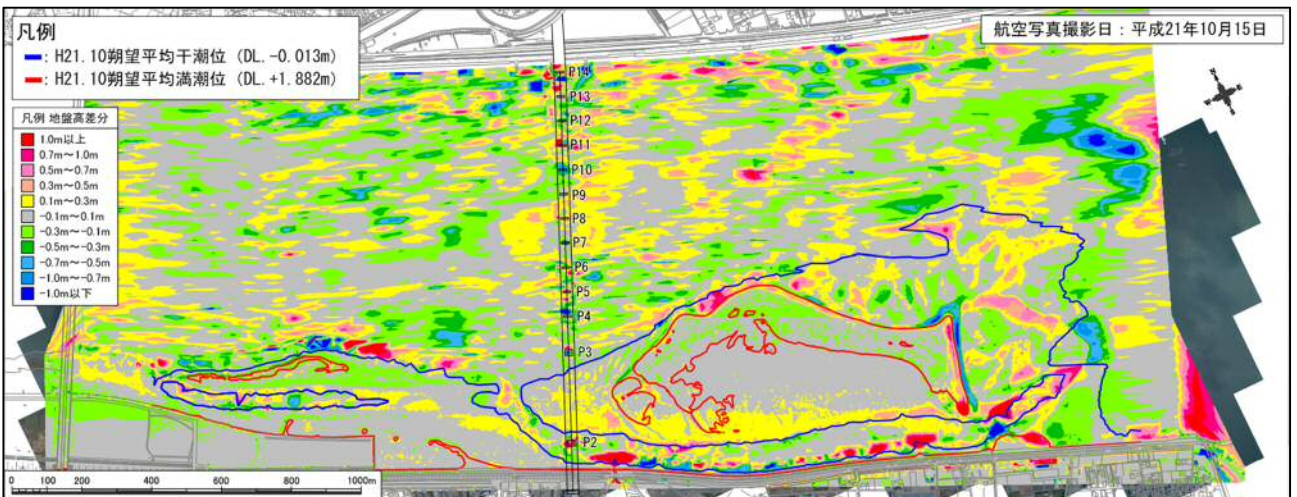 凡例
: H21.10朔望平均干潮位 (DL.-0.013m)
: H21.10朔望平均満潮位 (DL.+1.882m)
航空写真撮影日：平成21年10月15日
凡例 地盤高差分
1.0m以上
0.7m～1.0m
0.5m～0.7m
0.3m～0.5m
0.1m～0.3m
-0.1m～0.1m
-0.3m～-0.1m
-0.5m～-0.3m
-0.7m～-0.5m
-1.0m～-0.7m
-1.0m以下
P14
P13
P12
P11
P10
P9
P8
P7
P6
P5
P4
P3
P2
0 100 200 400 600 800 1000m